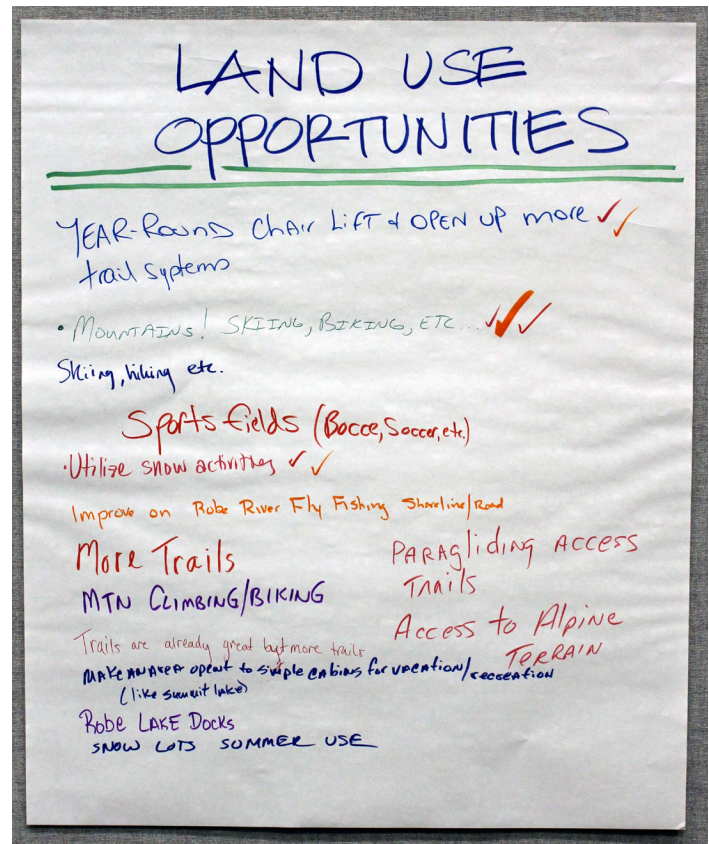 LAND USE
OPPORTUNITIES
YEAR-ROUND CHAIR LIFT & OPEN UP more
trail systems
• MOUNTAINS! SKIING, BIKING, ETC...
Skiing, hiking etc.
Sports fields (Bocce, Soccer, etc.)
• Utilize snow activities
Improve on Robe River Fly Fishing Shoreline/Road
More Trails
MTN CLIMBING/BIKING
PARAgliding ACCESS
TRAILS
Access to Alpine
TERRAIN
Trails are already great but more trails
MAKE AN AREA OPEN to simple cabins for vacation/recreation
(like summit lake)
Robe LAKE DOCKS
SNOW LOTS SUMMER USE